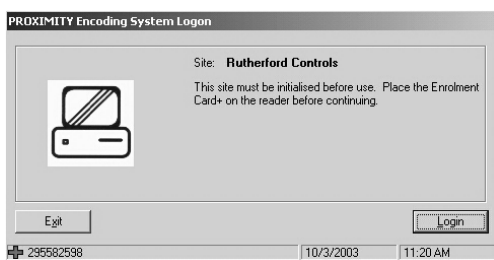 PROXIMITY Encoding System Logon
Site: Rutherford Controls
This site must be initialised before use. Place the Enrolment
Card+ on the reader before continuing.
Exit
Login
295582598
10/3/2003
11:20 AM